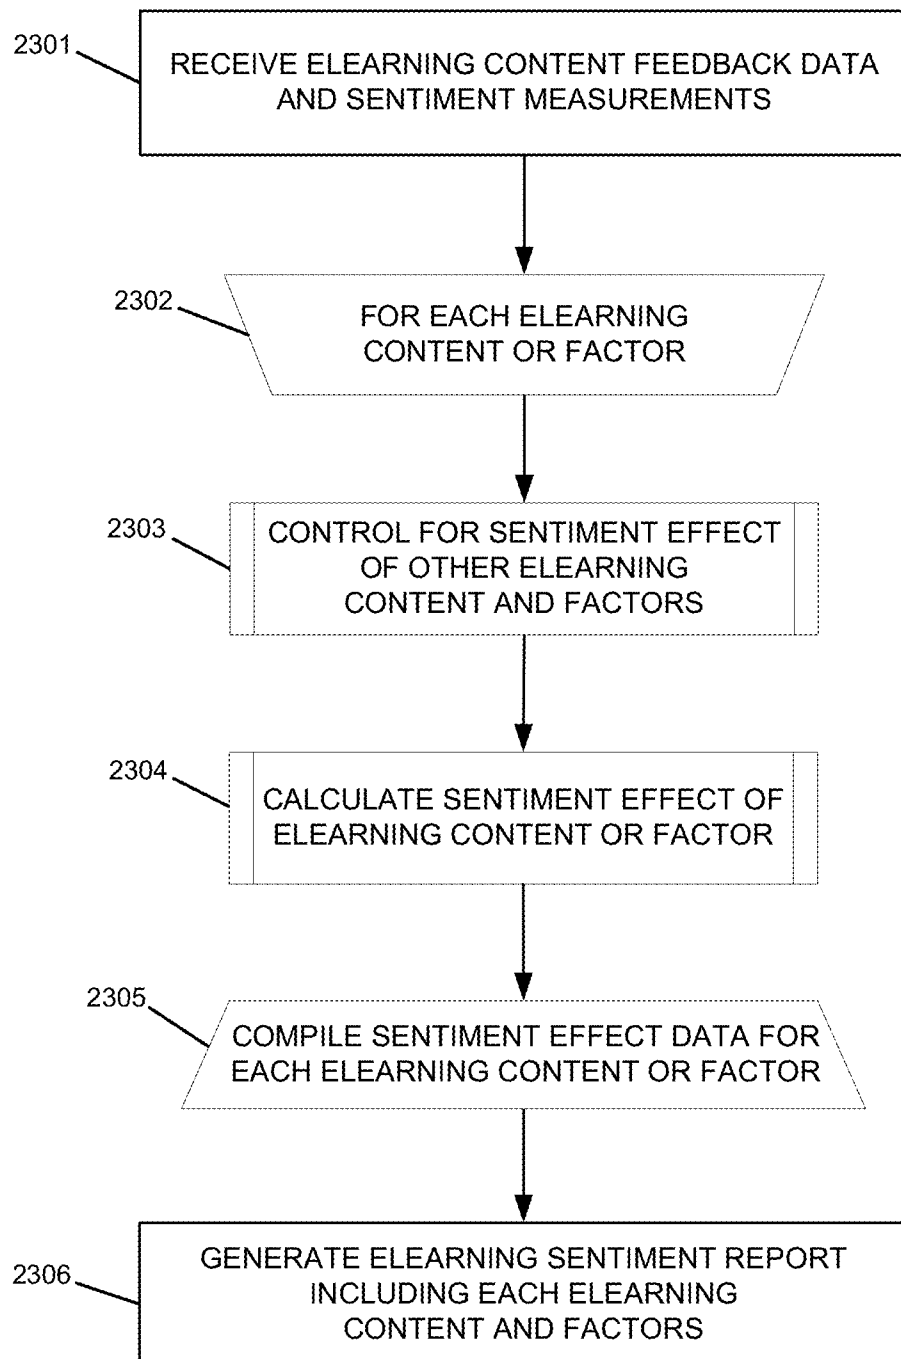 2301
RECEIVE ELEARNING CONTENT FEEDBACK DATA
AND SENTIMENT MEASUREMENTS
2302
FOR EACH ELEARNING
CONTENT OR FACTOR
2303
CONTROL FOR SENTIMENT EFFECT
OF OTHER ELEARNING
CONTENT AND FACTORS
2304
CALCULATE SENTIMENT EFFECT OF
ELEARNING CONTENT OR FACTOR
2305
COMPILE SENTIMENT EFFECT DATA FOR
EACH ELEARNING CONTENT OR FACTOR
2306
GENERATE ELEARNING SENTIMENT REPORT
INCLUDING EACH ELEARNING
CONTENT AND FACTORS